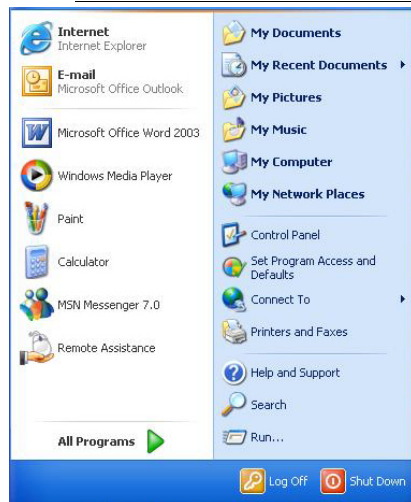 Internet
Internet Explorer
E-mail
Microsoft Office Outlook
Microsoft Office Word 2003
Windows Media Player
Paint
Calculator
MSN Messenger 7.0
Remote Assistance
All Programs
My Documents
My Recent Documents
My Pictures
My Music
My Computer
My Network Places
Control Panel
Set Program Access and
Defaults
Connect To
Printers and Faxes
Help and Support
Search
Run...
Log Off
Shut Down